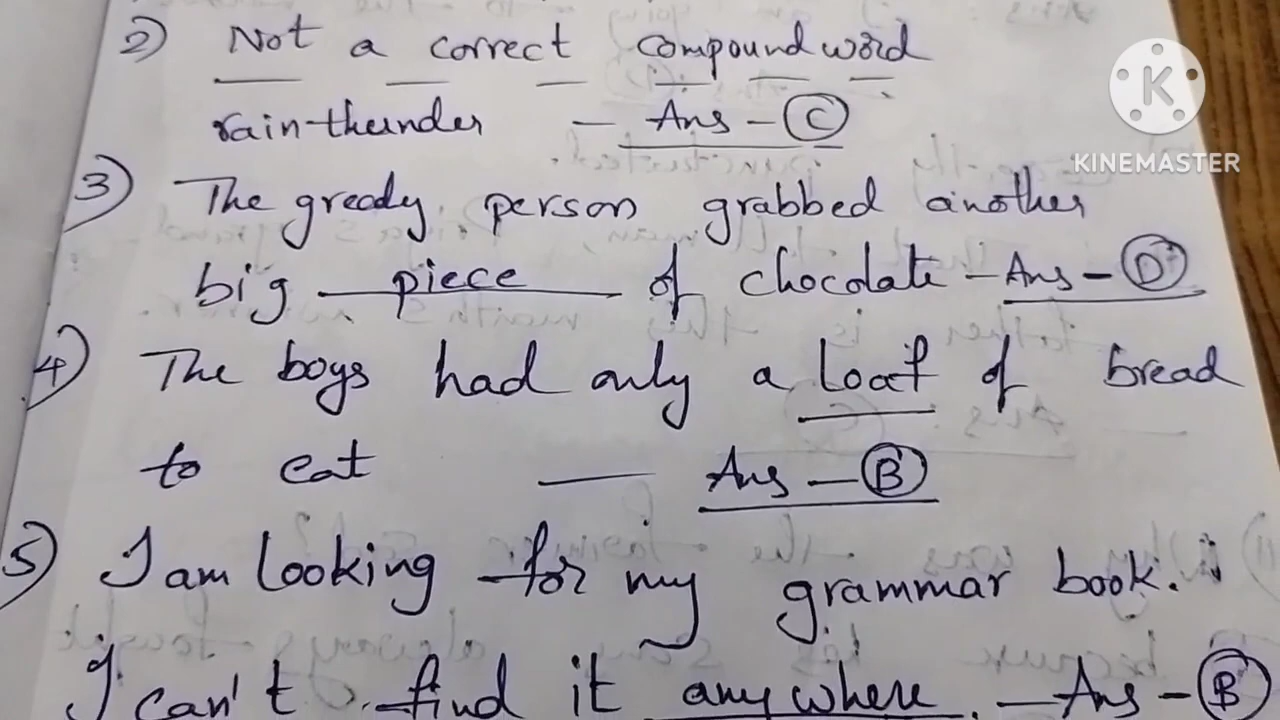 2) Not a correct compound word
rain-thunder — Ans - C
3) The gready person grabbed another
big piece of chocolate - Ans - D
4) The boys had only a loaf of bread
to eat — Ans - B
5) I am looking for my grammar book.
I can't find it anywhere. - Ans - B
K
KINEMASTER